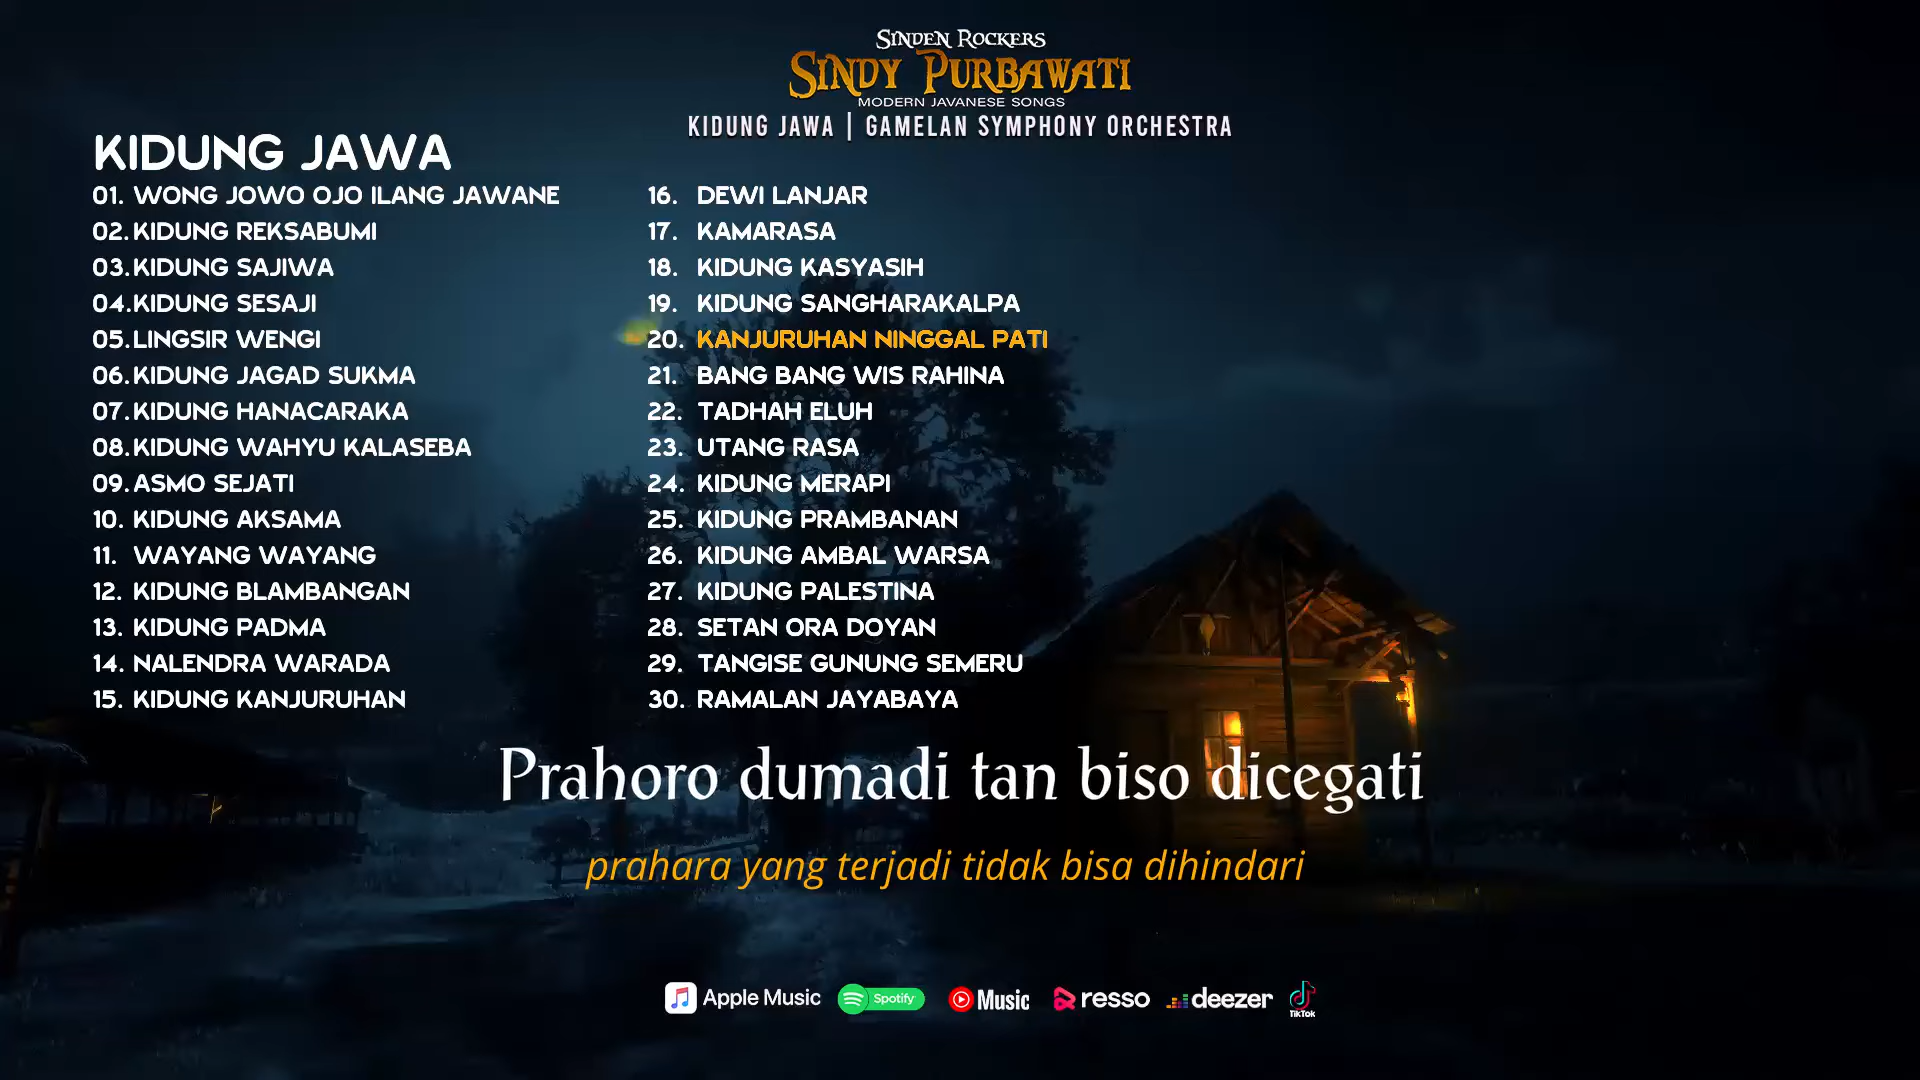 SINDEN ROCKERS
SINDY PURBAWATI
MODERN JAVANESE SONGS
KIDUNG JAWA | GAMELAN SYMPHONY ORCHESTRA
KIDUNG JAWA
01. WONG JOWO OJO ILANG JAWANE
02. KIDUNG REKSABUMI
03. KIDUNG SAJIWA
04. KIDUNG SESAJI
05. LINGSIR WENGI
06. KIDUNG JAGAD SUKMA
07. KIDUNG HANACARAKA
08. KIDUNG WAHYU KALASEBA
09. ASMO SEJATI
10. KIDUNG AKSAMA
11. WAYANG WAYANG
12. KIDUNG BLAMBANGAN
13. KIDUNG PADMA
14. NALENDRA WARADA
15. KIDUNG KANJURUHAN
16. DEWI LANJAR
17. KAMARASA
18. KIDUNG KASYASIH
19. KIDUNG SANGHARAKALPA
20. KANJURUHAN NINGGAL PATI
21. BANG BANG WIS RAHINA
22. TADHAH ELUH
23. UTANG RASA
24. KIDUNG MERAPI
25. KIDUNG PRAMBANAN
26. KIDUNG AMBAL WARSA
27. KIDUNG PALESTINA
28. SETAN ORA DOYAN
29. TANGISE GUNUNG SEMERU
30. RAMALAN JAYABAYA
Prahoro dumadi tan biso dicegati
prahara yang terjadi tidak bisa dihindari
Apple Music Spotify Music resso deezer TikTok